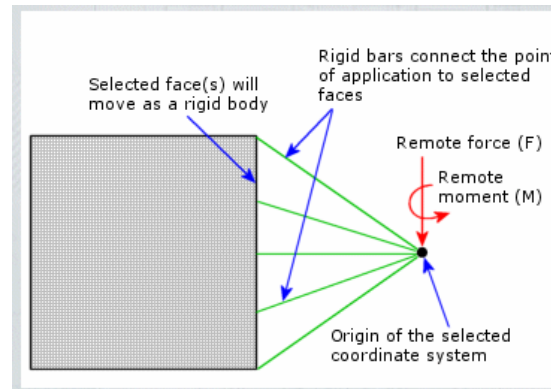 Rigid bars connect the point
of application to selected
faces
Selected face(s) will
move as a rigid body
Remote force (F)
Remote
moment (M)
Origin of the selected
coordinate system